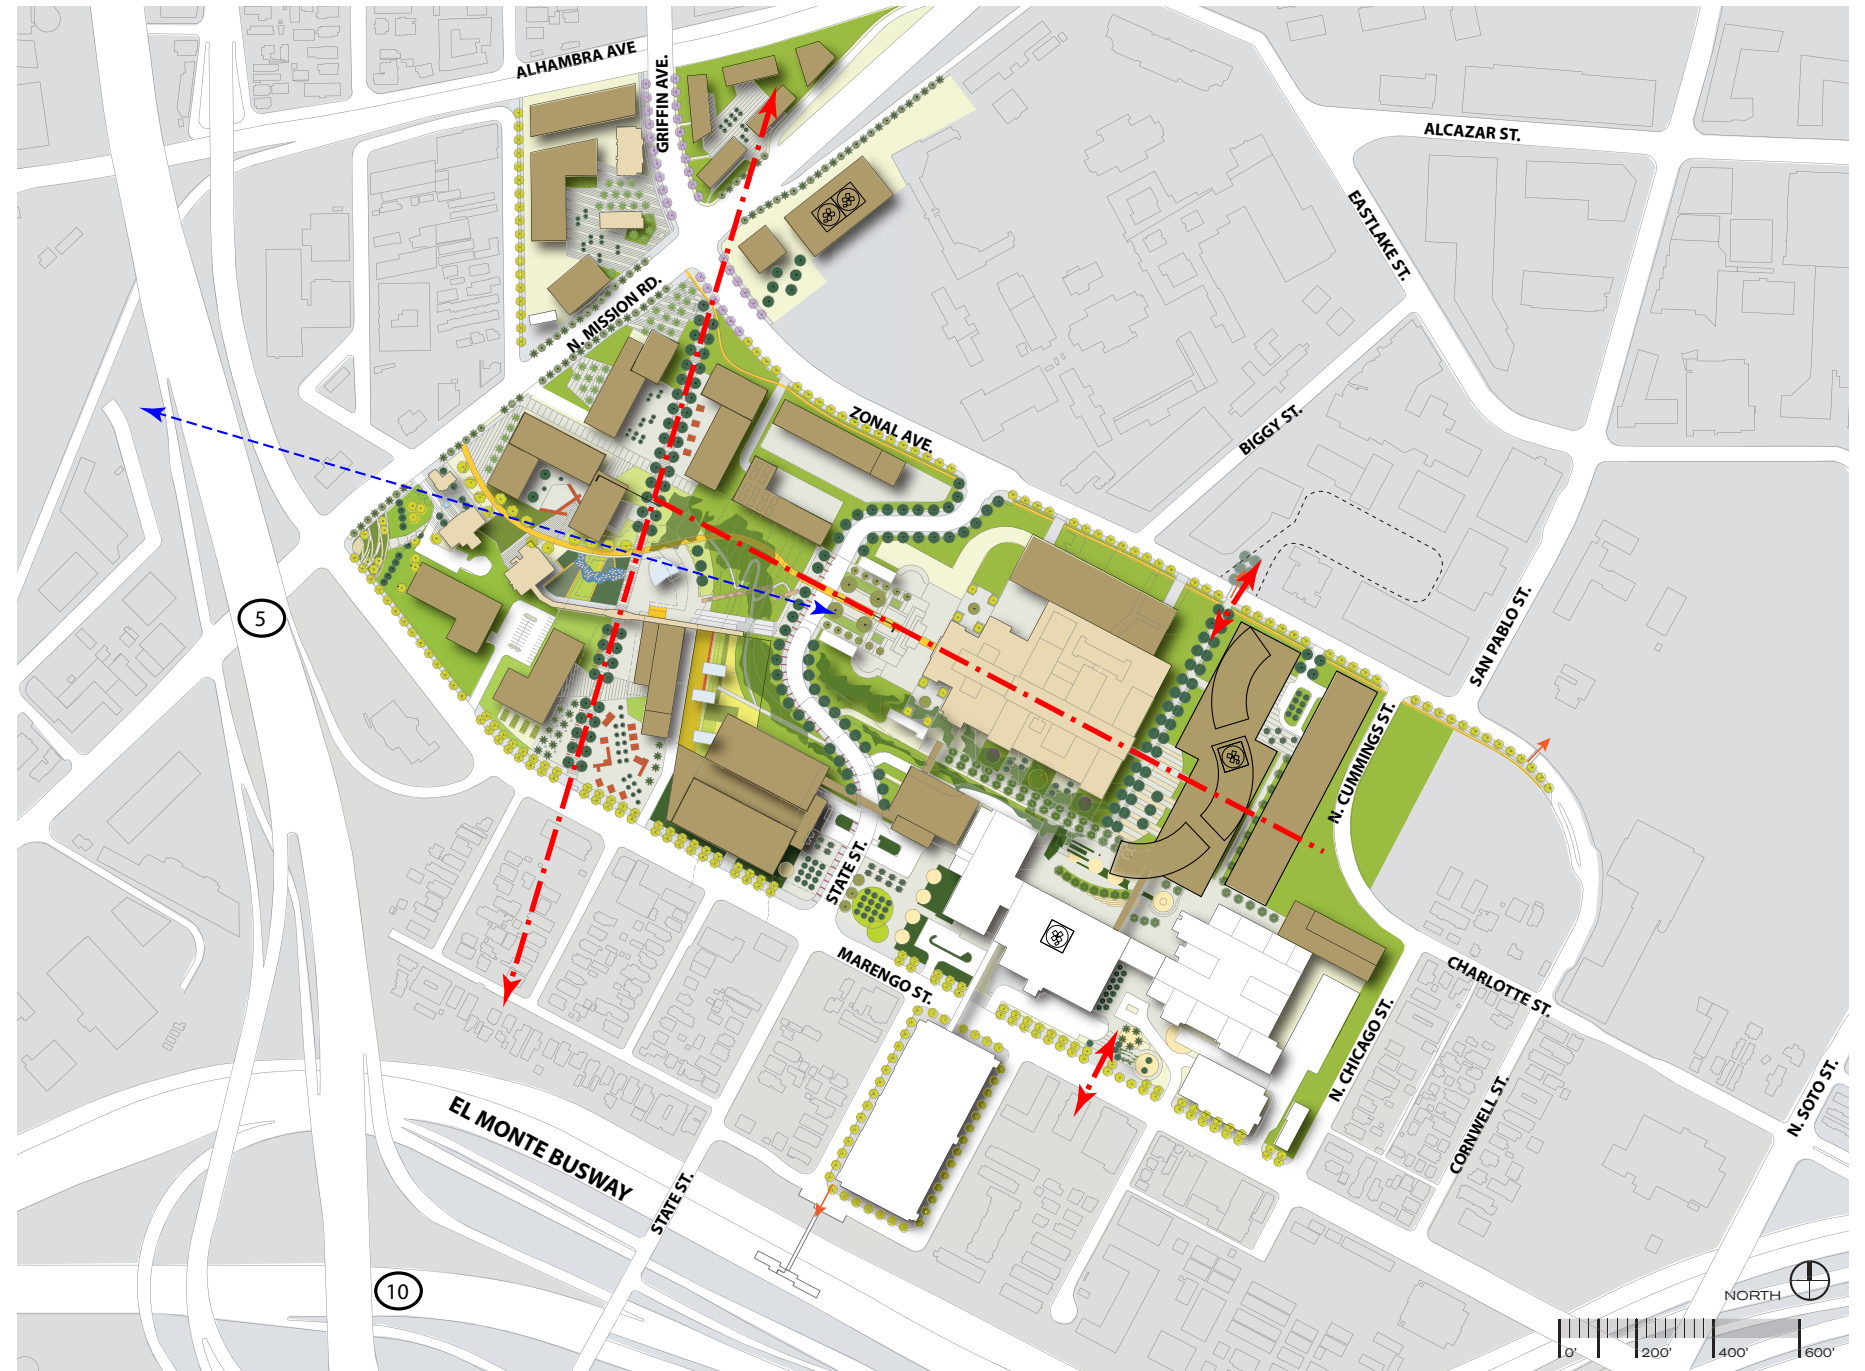 ALHAMBRA AVE
GRIFFIN AVE.
ALCAZAR ST.
EASTLAKE ST.
N. MISSION RD.
ZONAL AVE.
BIGGY ST.
5
SAN PABLO ST.
N. CUMMINGS ST.
STATE ST.
MARENGO ST.
CHARLOTTE ST.
N. CHICAGO ST.
CORNWELL ST.
N. SOTO ST.
EL MONTE BUSWAY
STATE ST.
10
NORTH
0' 200' 400' 600'